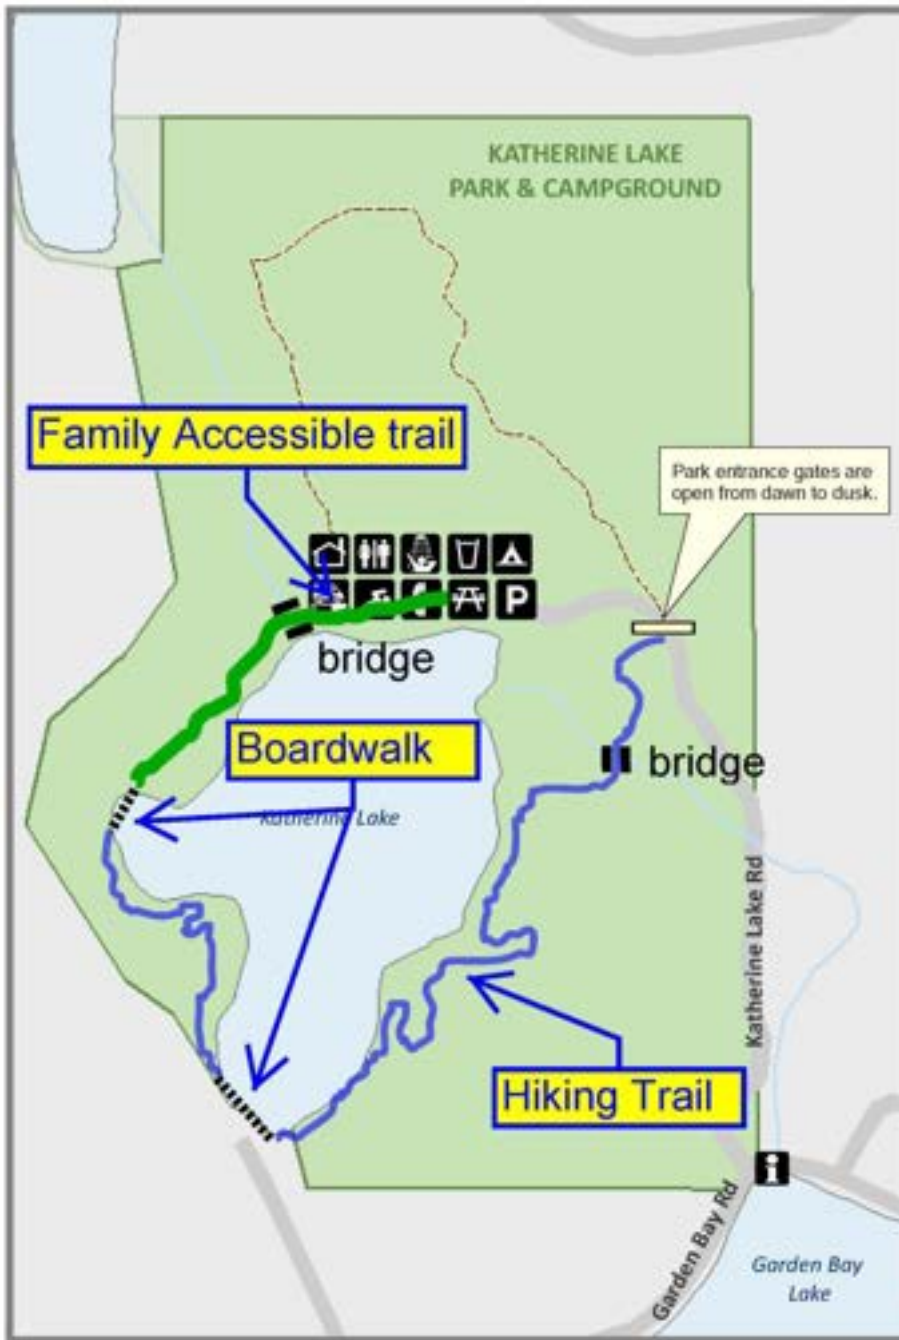 KATHERINE LAKE
PARK & CAMPGROUND
Family Accessible trail
Park entrance gates are
open from dawn to dusk.
P
bridge
Boardwalk
bridge
Katherine Lake
Katherine Lake Rd
Hiking Trail
i
Garden Bay Rd
Garden Bay
Lake